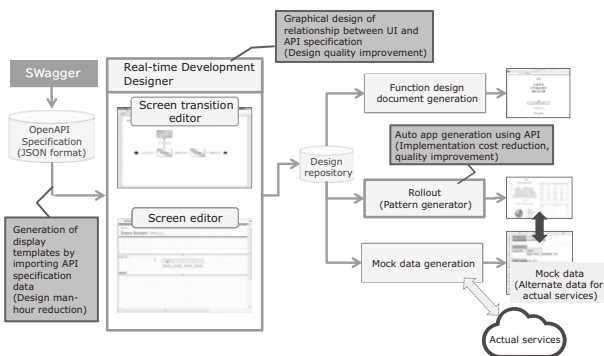 Graphical design of
relationship between UI and
API specification
(Design quality improvement)
SWagger
Real-time Development
Designer
Screen transition
editor
OpenAPI
Specification
(JSON format)
Function design
document generation
Auto app generation using API
(Implementation cost reduction,
quality improvement)
Design
repository
Rollout
(Pattern generator)
Screen editor
Generation of
display
templates by
importing API
specification
data
(Design man-
hour reduction)
Mock data generation
Mock data
(Alternate data for
actual services)
Actual services